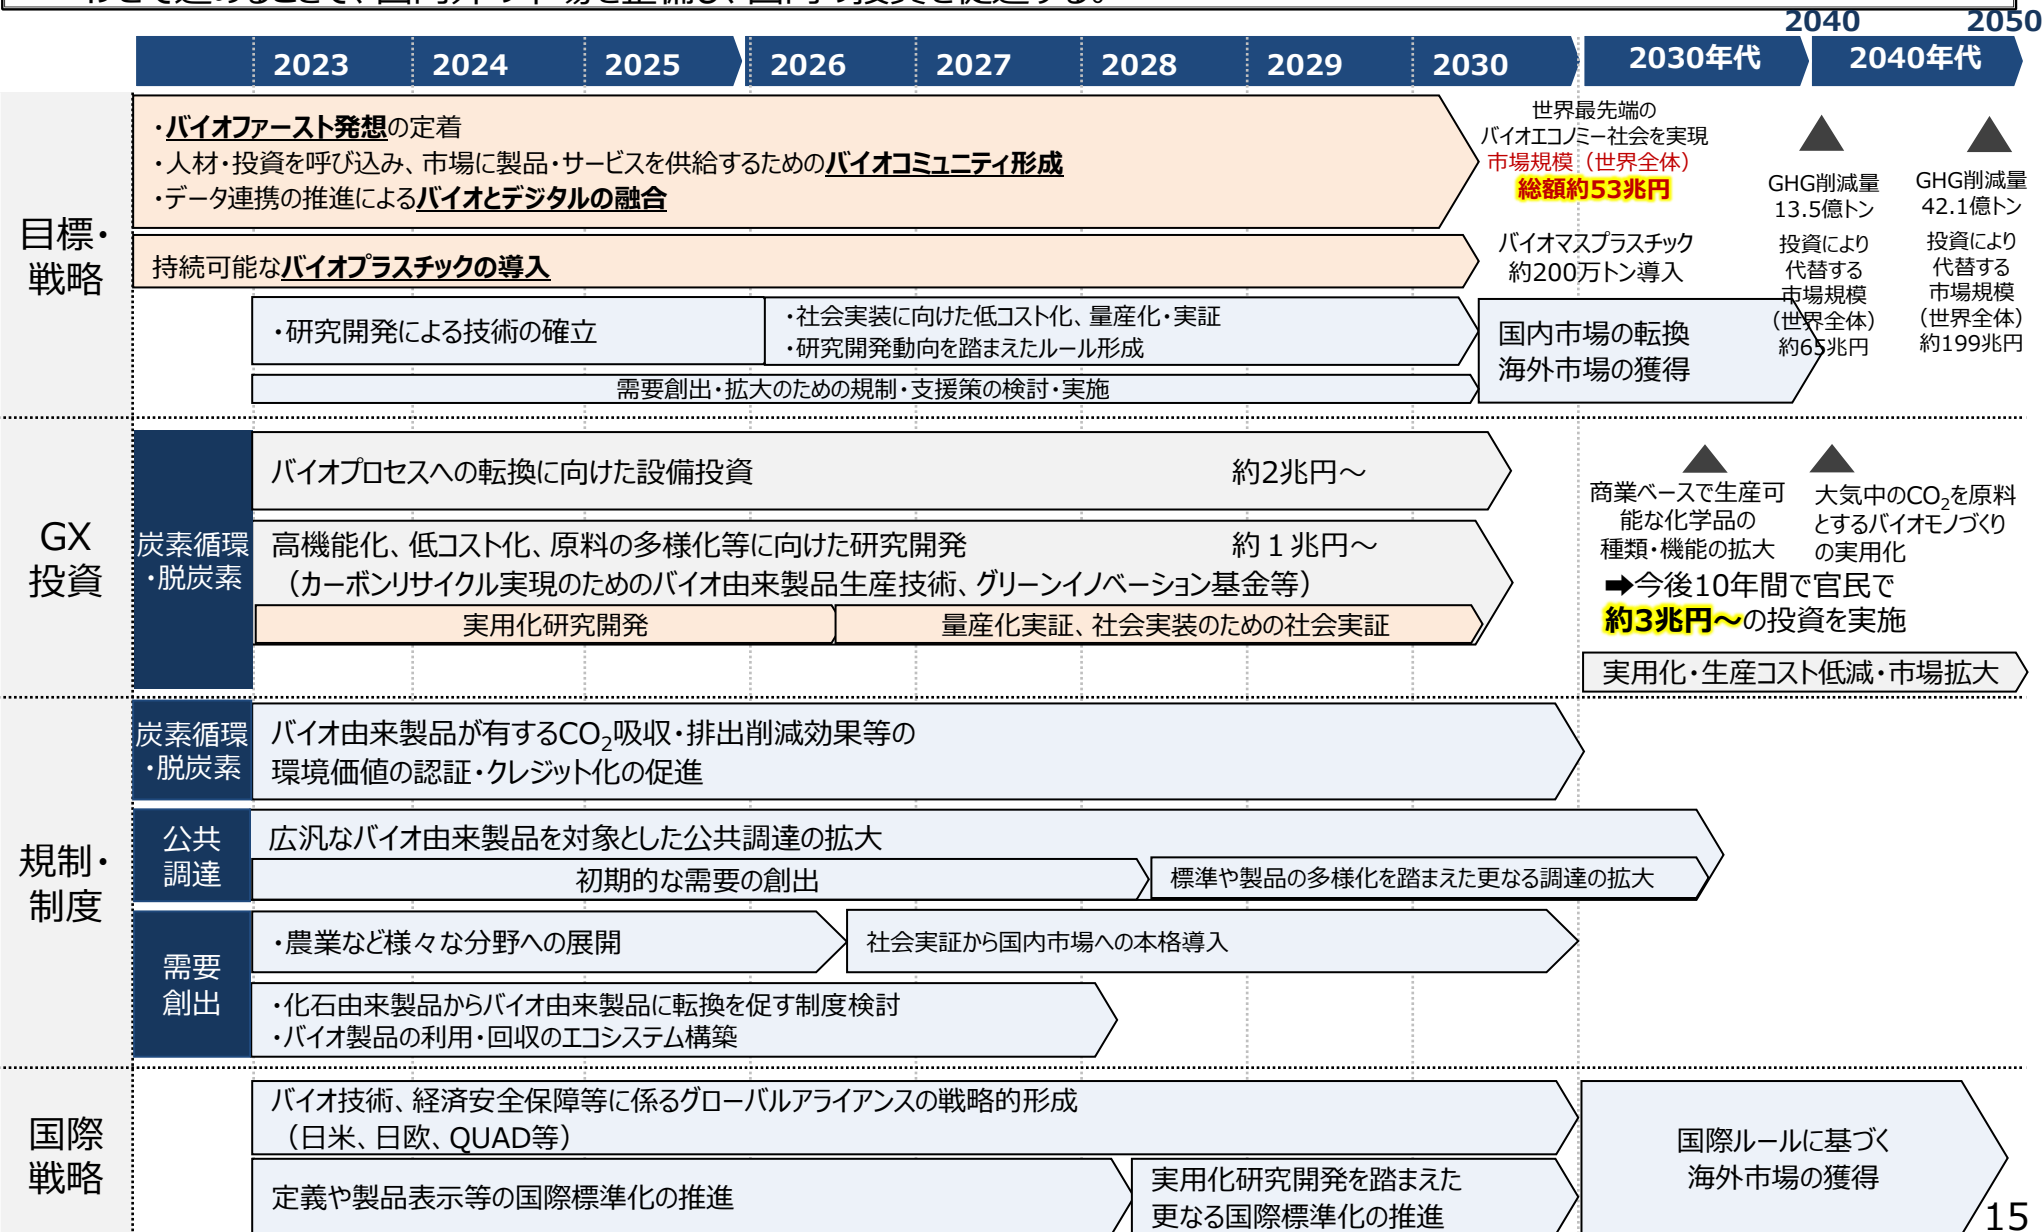 2040 2050
2023 2024 2025 2026 2027 2028 2029 2030 2030年代 2040年代
目標・
戦略
・バイオファースト発想の定着
・人材・投資を呼び込み、市場に製品・サービスを供給するためのバイオコミュニティ形成
・データ連携の推進によるバイオとデジタルの融合
世界最先端の
バイオエコノミー社会を実現
市場規模（世界全体）
総額約53兆円
GHG削減量
13.5億トン
GHG削減量
42.1億トン
持続可能なバイオプラスチックの導入
バイオマスプラスチック
約200万トン導入
投資により
代替する
市場規模
（世界全体）
約65兆円
投資により
代替する
市場規模
（世界全体）
約199兆円
・研究開発による技術の確立
・社会実装に向けた低コスト化、量産化・実証
・研究開発動向を踏まえたルール形成
国内市場の転換
海外市場の獲得
需要創出・拡大のための規制・支援策の検討・実施
GX
投資
炭素循環
・脱炭素
バイオプロセスへの転換に向けた設備投資 約2兆円～
高機能化、低コスト化、原料の多様化等に向けた研究開発 約１兆円～
（カーボンリサイクル実現のためのバイオ由来製品生産技術、グリーンイノベーション基金等）
実用化研究開発
量産化実証、社会実装のための社会実証
商業ベースで生産可
能な化学品の
種類・機能の拡大
大気中のCO₂を原料
とするバイオモノづくり
の実用化
➡今後10年間で官民で
約3兆円～の投資を実施
実用化・生産コスト低減・市場拡大
規制・
制度
炭素循環
・脱炭素
バイオ由来製品が有するCO₂吸収・排出削減効果等の
環境価値の認証・クレジット化の促進
公共
調達
広汎なバイオ由来製品を対象とした公共調達の拡大
初期的な需要の創出
標準や製品の多様化を踏まえた更なる調達の拡大
需要
創出
・農業など様々な分野への展開
社会実証から国内市場への本格導入
・化石由来製品からバイオ由来製品に転換を促す制度検討
・バイオ製品の利用・回収のエコシステム構築
国際
戦略
バイオ技術、経済安全保障等に係るグローバルアライアンスの戦略的形成
（日米、日欧、QUAD等）
定義や製品表示等の国際標準化の推進
実用化研究開発を踏まえた
更なる国際標準化の推進
国際ルールに基づく
海外市場の獲得
15